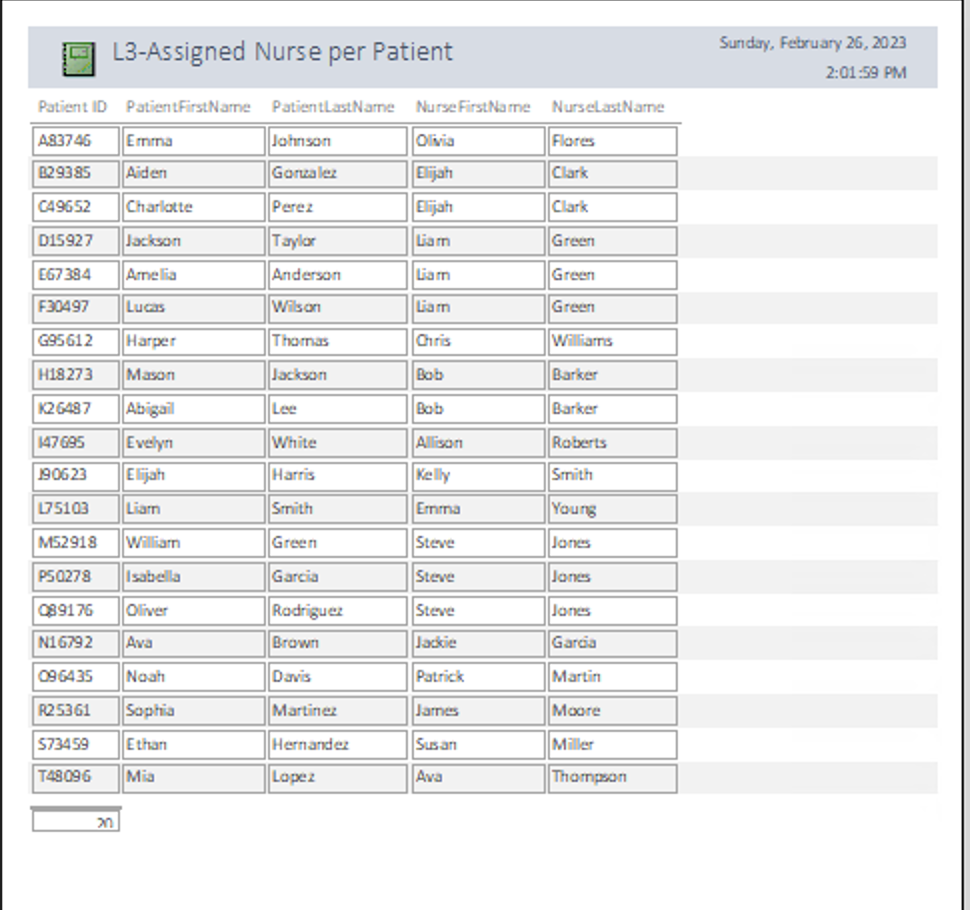 L3-Assigned Nurse per Patient
Sunday, February 26, 2023
2:01:59 PM
Patient ID PatientFirstName PatientLastName NurseFirstName NurseLastName
A83746 Emma Johnson Olivia Flores
B29385 Aiden Gonzalez Elijah Clark
C49652 Charlotte Perez Elijah Clark
D15927 Jackson Taylor Liam Green
E67384 Amelia Anderson Liam Green
F30497 Lucas Wilson Liam Green
G95612 Harper Thomas Chris Williams
H18273 Mason Jackson Bob Barker
K26487 Abigail Lee Bob Barker
I47695 Evelyn White Allison Roberts
J90623 Elijah Harris Kelly Smith
L75103 Liam Smith Emma Young
M52918 William Green Steve Jones
P50278 Isabella Garcia Steve Jones
Q89176 Oliver Rodriguez Steve Jones
N16792 Ava Brown Jackie Garcia
O96435 Noah Davis Patrick Martin
R25361 Sophia Martinez James Moore
S73459 Ethan Hernandez Susan Miller
T48096 Mia Lopez Ava Thompson
20